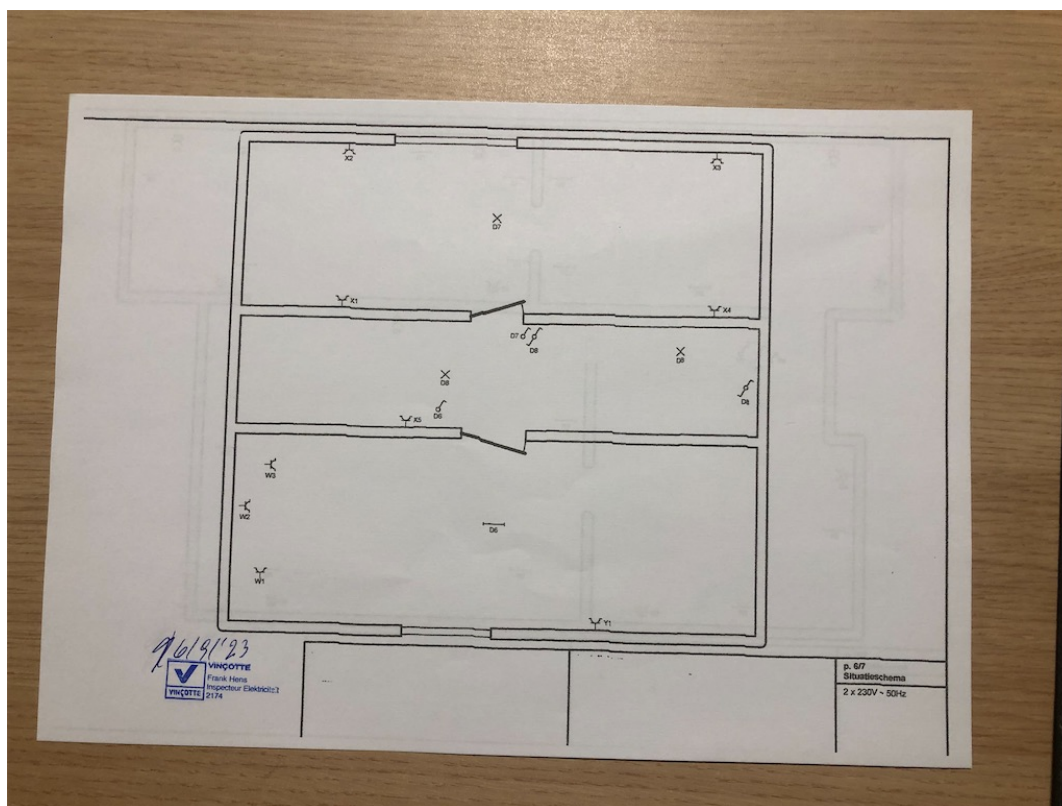 X2
X3
D7
X1
X4
D7
D8
D8
D8
D8
D6
X5
W3
W2
D6
W1
Y1
6/9/'23
VINÇOTTE
Frank Hens
Inspecteur Elektriciteit
2174
VINÇOTTE
p. 6/7
Situatieschema
2 x 230V ~ 50Hz